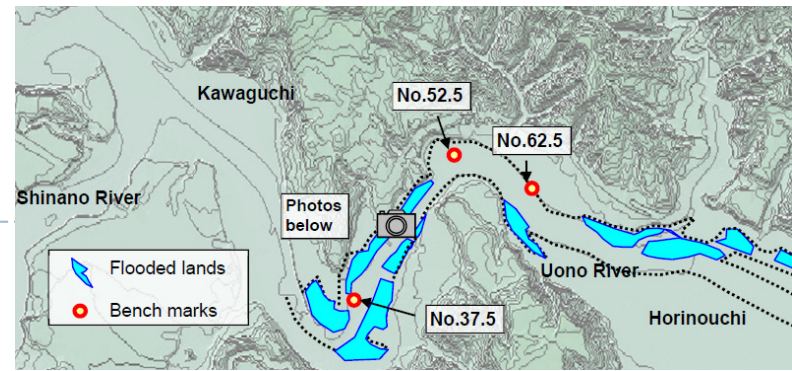 Kawaguchi
No.52.5
No.62.5
Shinano River
Photos
below
Flooded lands
Bench marks
Uono River
No.37.5
Horinouchi